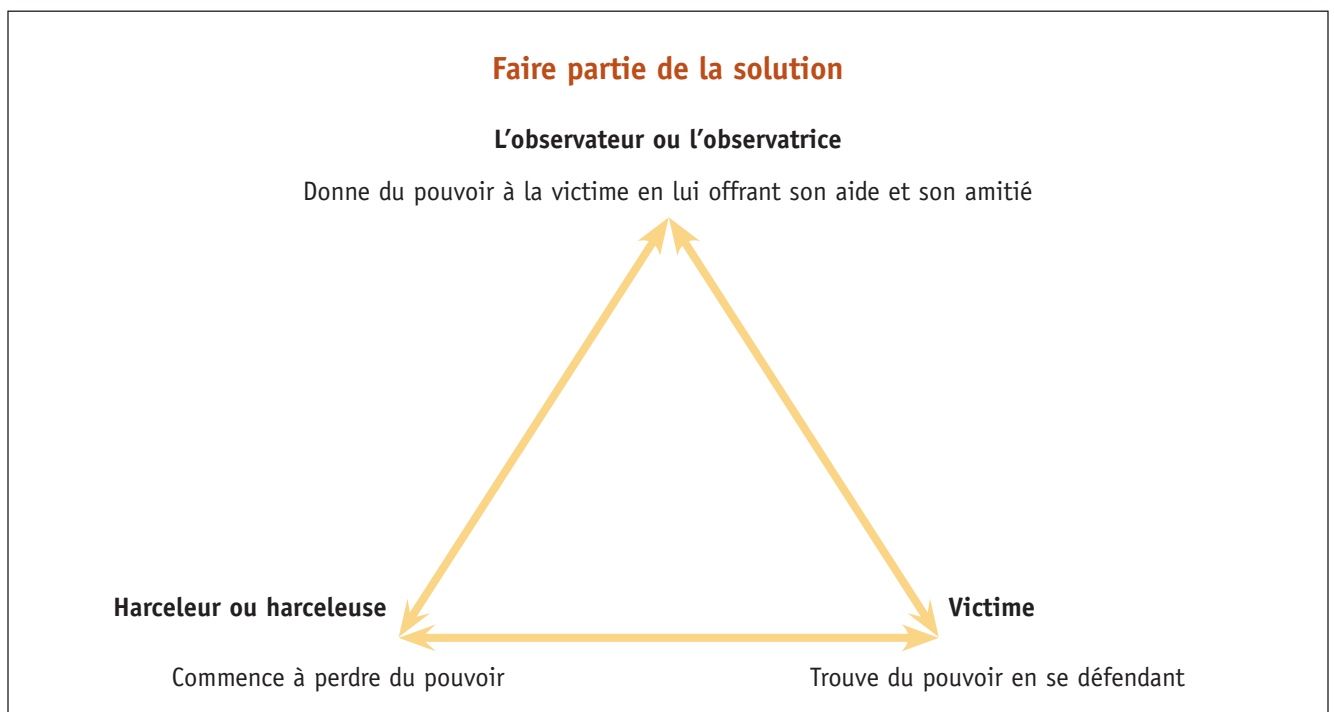 Faire partie de la solution
L'observateur ou l'observatrice
Donne du pouvoir à la victime en lui offrant son aide et son amitié
Harceleur ou harceleuse
Victime
Commence à perdre du pouvoir
Trouve du pouvoir en se défendant